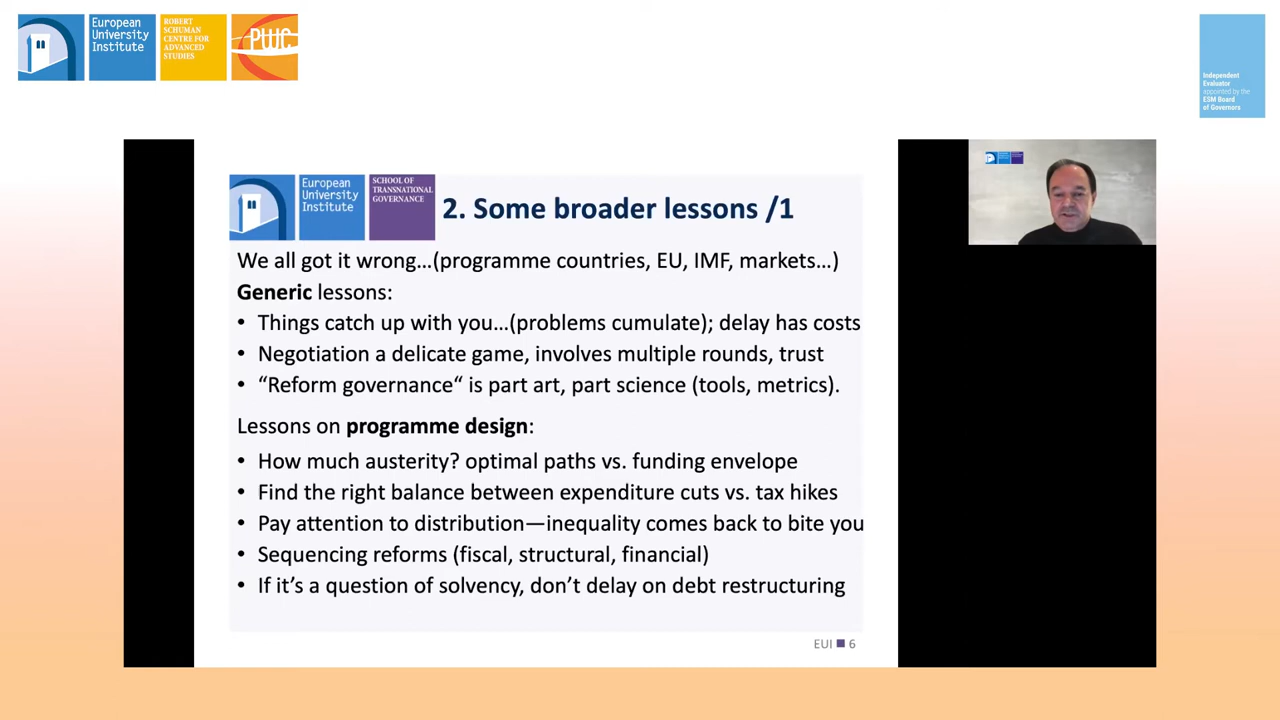 European
University
Institute
ROBERT
SCHUMAN
CENTRE FOR
ADVANCED
STUDIES
PWC
Independent
Evaluator
appointed by the
ESM Board
of Governors
European
University
Institute
SCHOOL OF
TRANSNATIONAL
GOVERNANCE
2. Some broader lessons /1
We all got it wrong…(programme countries, EU, IMF, markets…)
Generic lessons:
• Things catch up with you…(problems cumulate); delay has costs
• Negotiation a delicate game, involves multiple rounds, trust
• “Reform governance“ is part art, part science (tools, metrics).
Lessons on programme design:
• How much austerity? optimal paths vs. funding envelope
• Find the right balance between expenditure cuts vs. tax hikes
• Pay attention to distribution—inequality comes back to bite you
• Sequencing reforms (fiscal, structural, financial)
• If it’s a question of solvency, don’t delay on debt restructuring
EUI ■ 6